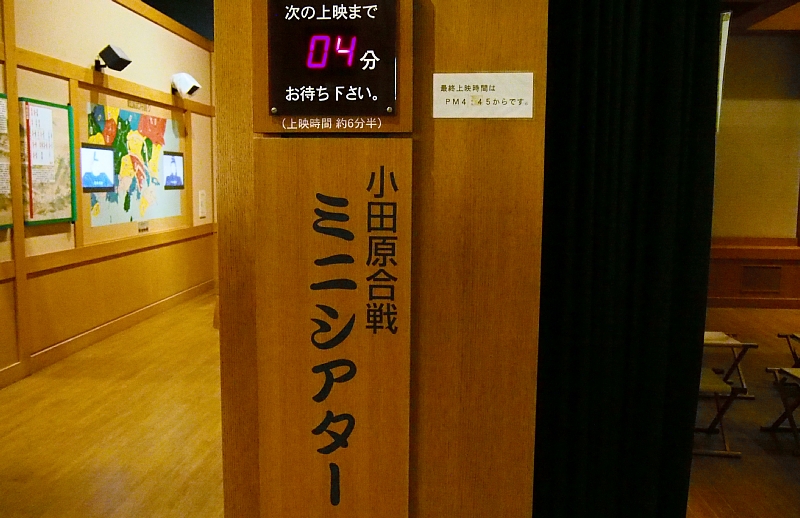 次の上映まで
04分
お待ち下さい。
(上映時間 約6分半)
最終上映時間は
PM4:45からです。
小田原合戦
ミニシアター